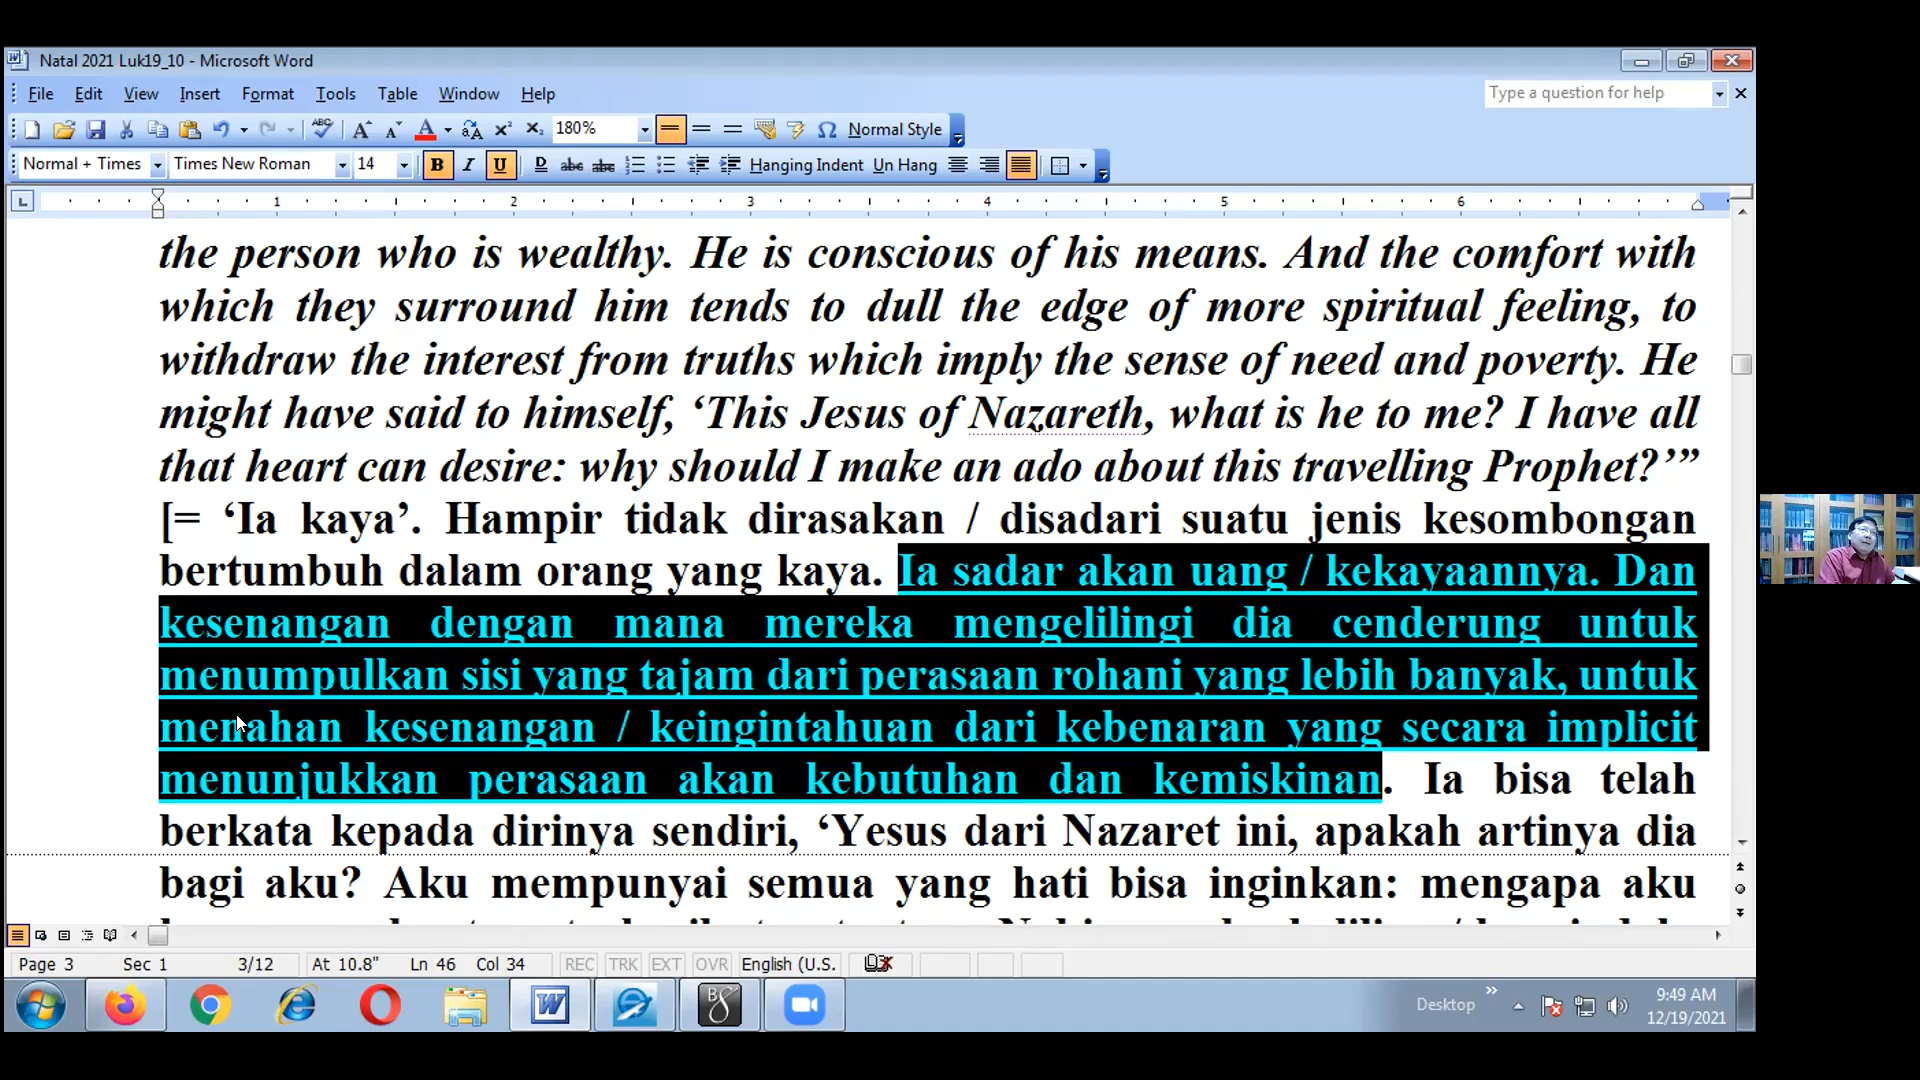 Natal 2021 Luk19_10 - Microsoft Word
File Edit View Insert Format Tools Table Window Help
Type a question for help
180%
Normal Style
Normal + Times
Times New Roman
14
B I U
Hanging Indent Un Hang
1 2 3 4 5 6
the person who is wealthy. He is conscious of his means. And the comfort with
which they surround him tends to dull the edge of more spiritual feeling, to
withdraw the interest from truths which imply the sense of need and poverty. He
might have said to himself, ‘This Jesus of Nazareth, what is he to me? I have all
that heart can desire: why should I make an ado about this travelling Prophet?’”
[= ‘Ia kaya’. Hampir tidak dirasakan / disadari suatu jenis kesombongan
bertumbuh dalam orang yang kaya. Ia sadar akan uang / kekayaannya. Dan
kesenangan dengan mana mereka mengelilingi dia cenderung untuk
menumpulkan sisi yang tajam dari perasaan rohani yang lebih banyak, untuk
menahan kesenangan / keingintahuan dari kebenaran yang secara implicit
menunjukkan perasaan akan kebutuhan dan kemiskinan. Ia bisa telah
berkata kepada dirinya sendiri, ‘Yesus dari Nazaret ini, apakah artinya dia
bagi aku? Aku mempunyai semua yang hati bisa inginkan: mengapa aku
Page 3 Sec 1 3/12 At 10.8" Ln 46 Col 34 REC TRK EXT OVR English (U.S.
Desktop
9:49 AM
12/19/2021